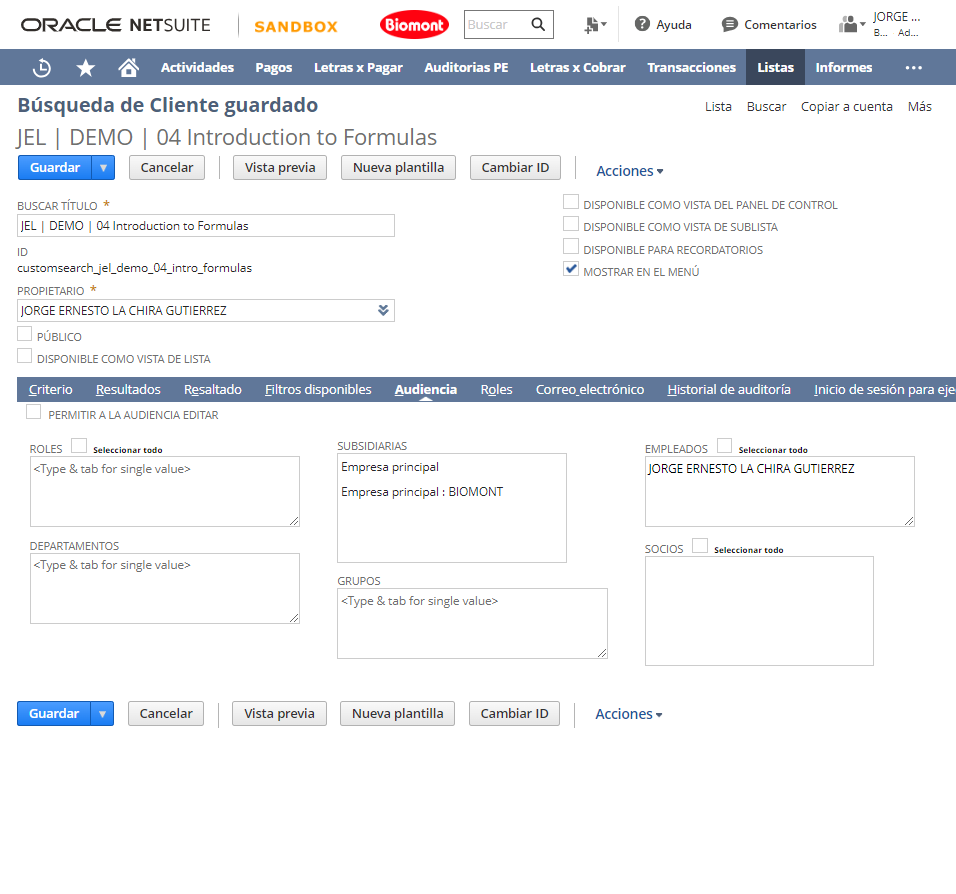 ORACLE NETSUITE
SANDBOX
Biomont
Buscar
Ayuda
Comentarios
JORGE ...
B... Ad...
Actividades Pagos Letras x Pagar Auditorias PE Letras x Cobrar Transacciones Listas Informes ...
Búsqueda de Cliente guardado
Lista Buscar Copiar a cuenta Más
JEL | DEMO | 04 Introduction to Formulas
Guardar Cancelar Vista previa Nueva plantilla Cambiar ID Acciones
BUSCAR TÍTULO *
JEL | DEMO | 04 Introduction to Formulas
ID
customsearch_jel_demo_04_intro_formulas
PROPIETARIO *
JORGE ERNESTO LA CHIRA GUTIERREZ
PÚBLICO
DISPONIBLE COMO VISTA DE LISTA
DISPONIBLE COMO VISTA DEL PANEL DE CONTROL
DISPONIBLE COMO VISTA DE SUBLISTA
DISPONIBLE PARA RECORDATORIOS
MOSTRAR EN EL MENÚ
Criterio Resultados Resaltado Filtros disponibles Audiencia Roles Correo electrónico Historial de auditoría Inicio de sesión para eje
PERMITIR A LA AUDIENCIA EDITAR
ROLES Seleccionar todo
<Type & tab for single value>
DEPARTAMENTOS
<Type & tab for single value>
SUBSIDIARIAS
Empresa principal
Empresa principal : BIOMONT
GRUPOS
<Type & tab for single value>
EMPLEADOS Seleccionar todo
JORGE ERNESTO LA CHIRA GUTIERREZ
SOCIOS Seleccionar todo
Guardar Cancelar Vista previa Nueva plantilla Cambiar ID Acciones